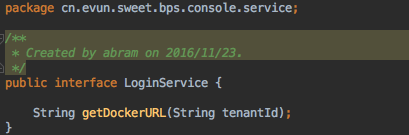 package cn.evun.sweet.bps.console.service;
/**
 * Created by abram on 2016/11/23.
 */
public interface LoginService {
    String getDockerURL(String tenantId);
}